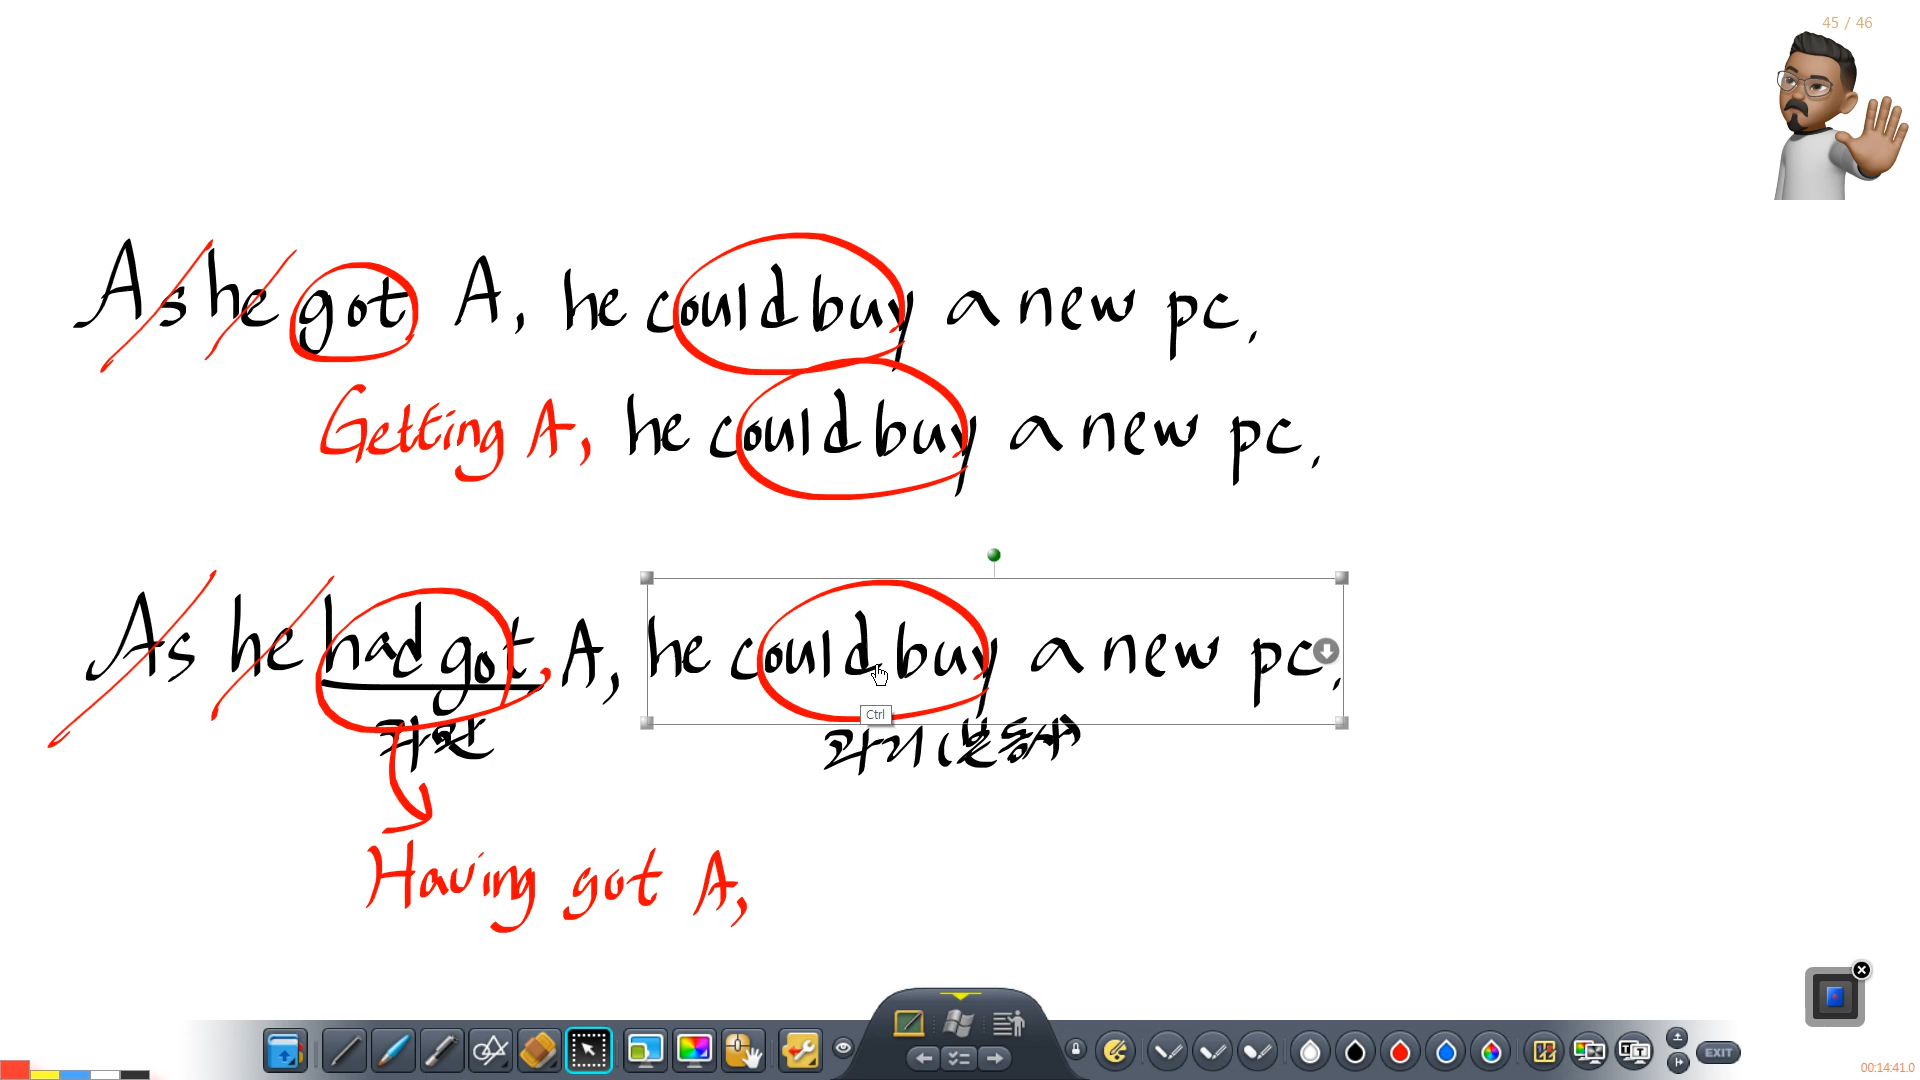 45 / 46
As he got A, he could buy a new pc.
Getting A, he could buy a new pc.
As he had got, A, he could buy a new pc.
Ctrl
과완 과거(본동사)
Having got A,
EXIT
00:14:41.0